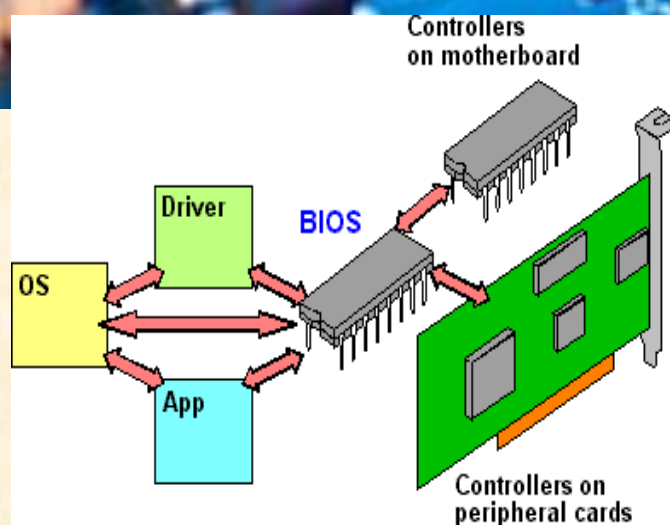 Controllers
on motherboard
Driver
BIOS
OS
App
Controllers on
peripheral cards